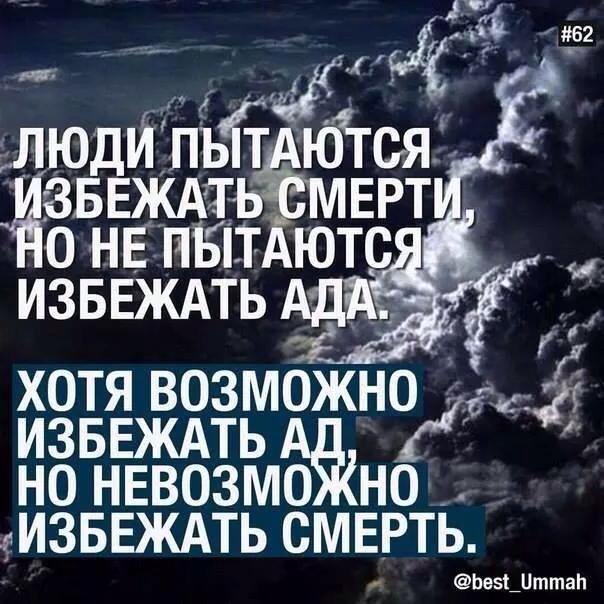 #62
ЛЮДИ ПЫТАЮТСЯ
ИЗБЕЖАТЬ СМЕРТИ,
НО НЕ ПЫТАЮТСЯ
ИЗБЕЖАТЬ АДА.
ХОТЯ ВОЗМОЖНО
ИЗБЕЖАТЬ АД,
НО НЕВОЗМОЖНО
ИЗБЕЖАТЬ СМЕРТЬ.
@best_Ummah